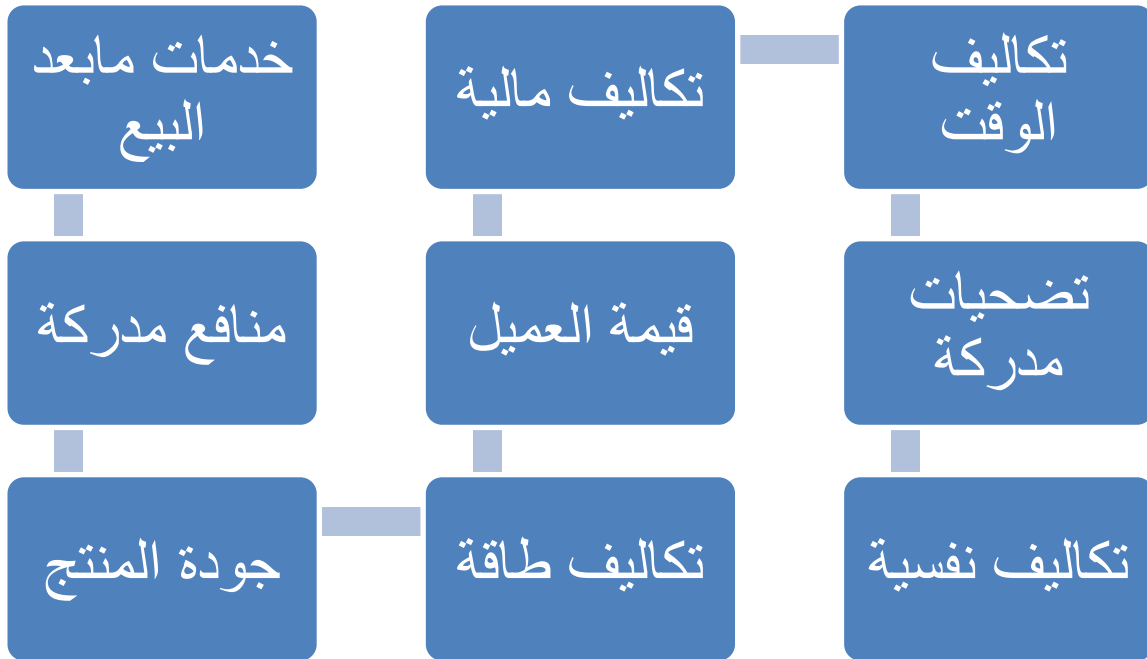 خدمات مابعد
البيع
منافع مدركة
جودة المنتج
تكاليف طاقة
قيمة العميل
تكاليف مالية
تكاليف
الوقت
تضحيات
مدركة
تكاليف نفسية